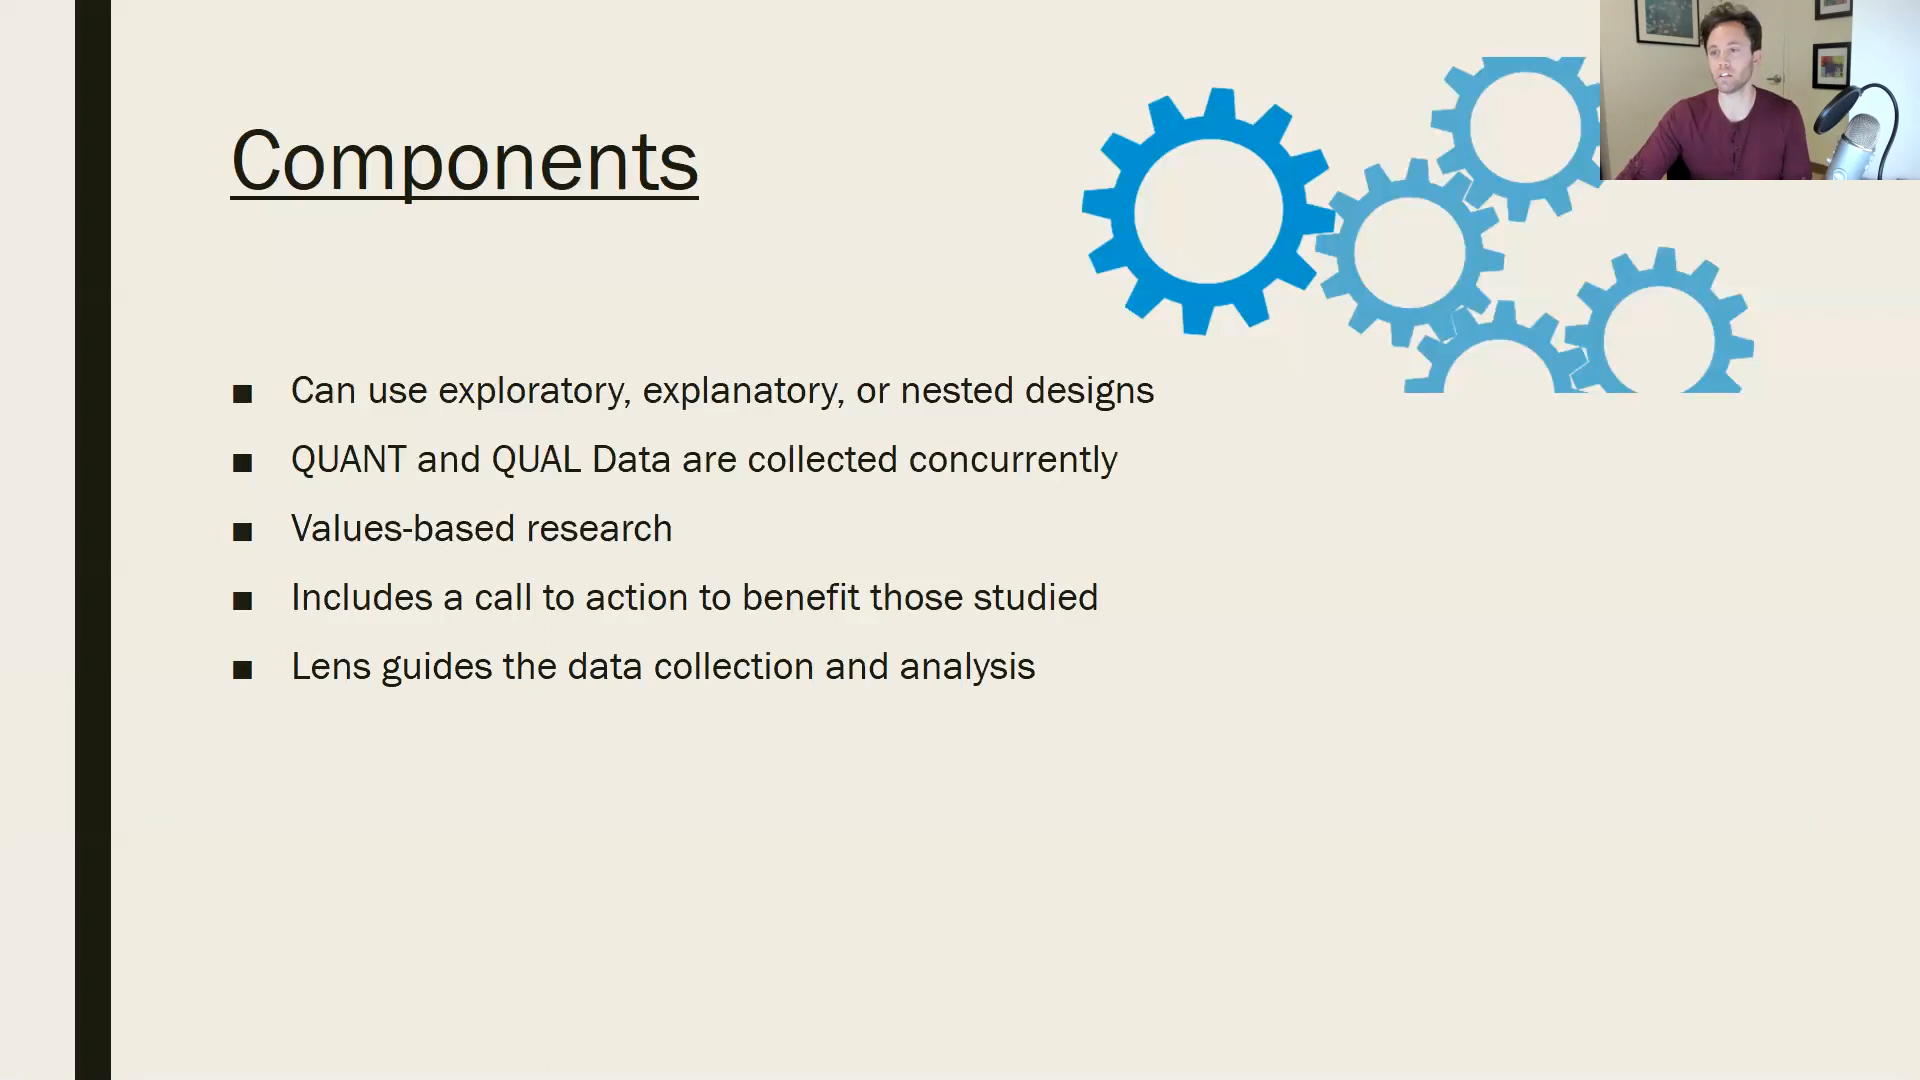 Components
■ Can use exploratory, explanatory, or nested designs
■ QUANT and QUAL Data are collected concurrently
■ Values-based research
■ Includes a call to action to benefit those studied
■ Lens guides the data collection and analysis